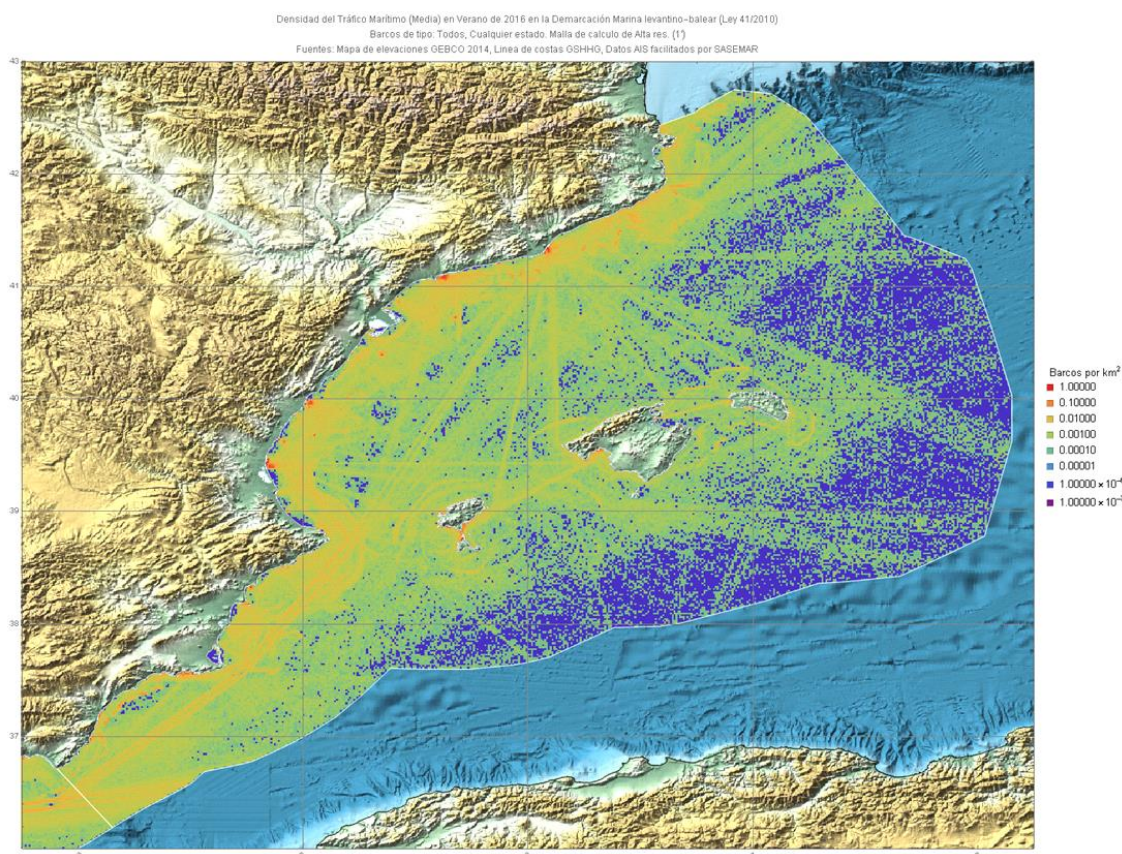 Densidad del Tráfico Marítimo (Media) en Verano de 2016 en la Demarcación Marina levantino-balear (Ley 41/2010)
Barcos de tipo: Todos, Cualquier estado. Malla de calculo de Alta res. (1')
Fuentes: Mapa de elevaciones GEBCO 2014, Linea de costas GSHHG, Datos AIS facilitados por SASEMAR
43
42
41
40
39
38
37
Barcos por km²
1.00000
0.10000
0.01000
0.00100
0.00010
0.00001
1.00000 × 10⁻⁶
1.00000 ×